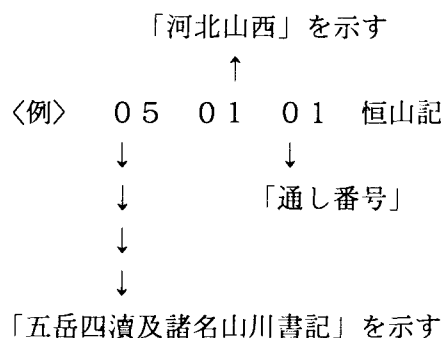 「河北山西」を示す
↑
〈例〉 05 01 01 恒山記
↓ ↓
↓ 「通し番号」
↓
↓
「五岳四瀆及諸名山川書記」を示す